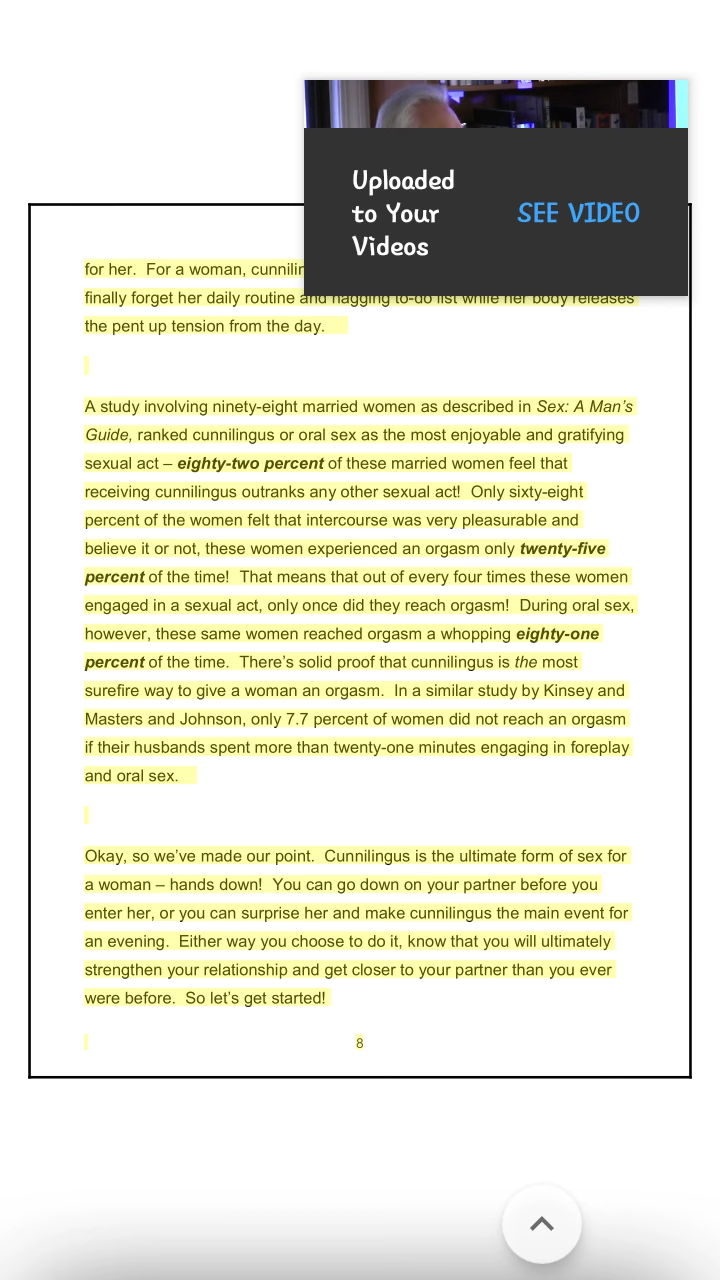 Uploaded
to Your
Videos
SEE VIDEO
for her.  For a woman,
finally forget her daily routine and nagging to-do list while her body releases
the pent up tension from the day.
A study involving ninety-eight married women as described in Sex: A Man’s
Guide, ranked cunnilingus or oral sex as the most enjoyable and gratifying
sexual act – eighty-two percent of these married women feel that
receiving cunnilingus outranks any other sexual act!  Only sixty-eight
percent of the women felt that intercourse was very pleasurable and
believe it or not, these women experienced an orgasm only twenty-five
percent of the time!  That means that out of every four times these women
engaged in a sexual act, only once did they reach orgasm!  During oral sex,
however, these same women reached orgasm a whopping eighty-one
percent of the time.  There’s solid proof that cunnilingus is the most
surefire way to give a woman an orgasm.  In a similar study by Kinsey and
Masters and Johnson, only 7.7 percent of women did not reach an orgasm
if their husbands spent more than twenty-one minutes engaging in foreplay
and oral sex.
Okay, so we’ve made our point.  Cunnilingus is the ultimate form of sex for
a woman – hands down!  You can go down on your partner before you
enter her, or you can surprise her and make cunnilingus the main event for
an evening.  Either way you choose to do it, know that you will ultimately
strengthen your relationship and get closer to your partner than you ever
were before.  So let’s get started!
8